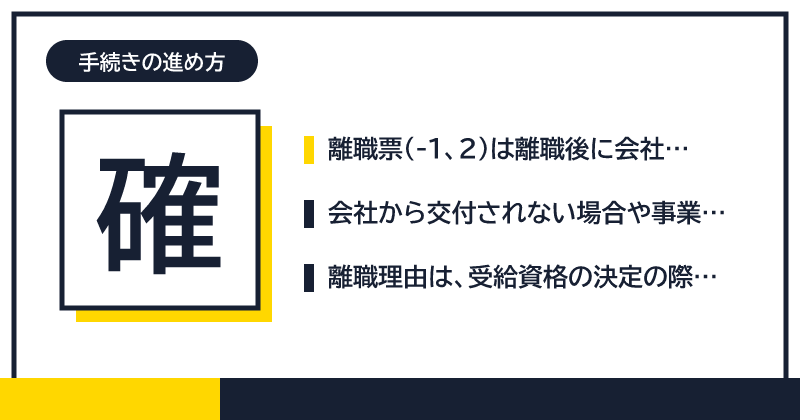 手続きの進め方
確
離職票(-1、2)は離職後に会社…
会社から交付されない場合や事業…
離職理由は、受給資格の決定の際…